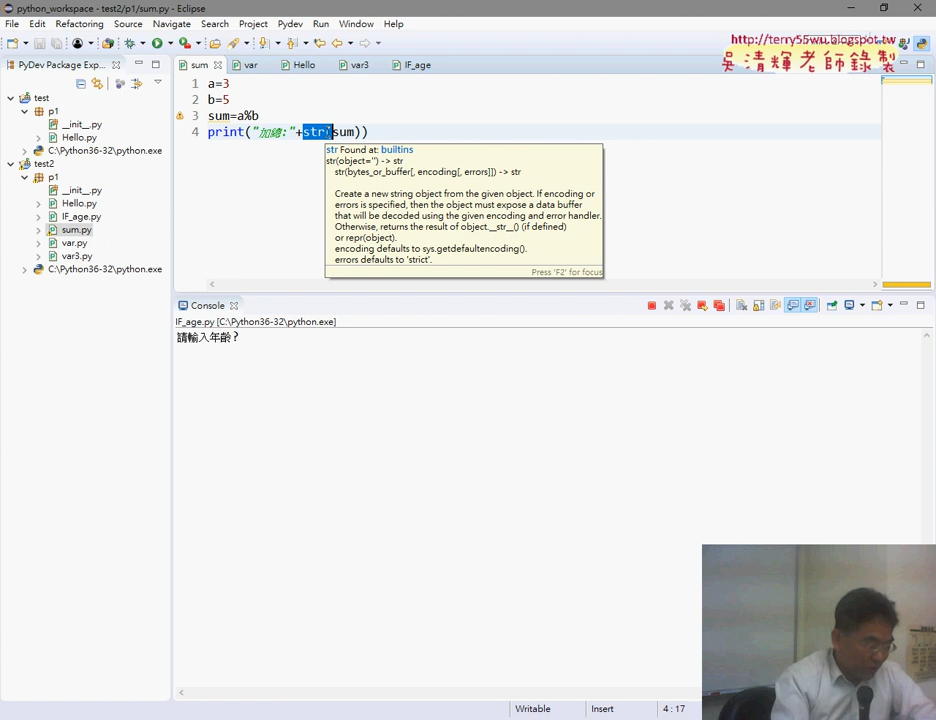 python_workspace - test2/p1/sum.py - Eclipse
File Edit Refactoring Source Navigate Search Project Pydev Run Window Help
http://terry55wu.blogspot.tw
吳清輝老師錄製
PyDev Package Exp...
sum var Hello var3 IF_age
test
p1
__init__.py
Hello.py
C:\Python36-32\python.exe
test2
p1
__init__.py
Hello.py
IF_age.py
sum.py
var.py
var3.py
C:\Python36-32\python.exe
1 a=3
2 b=5
3 sum=a%b
4 print("加總:"+str(sum))
str Found at: builtins
str(object='') -> str
str(bytes_or_buffer[, encoding[, errors]]) -> str
Create a new string object from the given object. If encoding or
errors is specified, then the object must expose a data buffer
that will be decoded using the given encoding and error handler.
Otherwise, returns the result of object.__str__() (if defined)
or repr(object).
encoding defaults to sys.getdefaultencoding().
errors defaults to 'strict'.
Press 'F2' for focus
Console
IF_age.py [C:\Python36-32\python.exe]
請輸入年齡?
Writable Insert 4 : 17